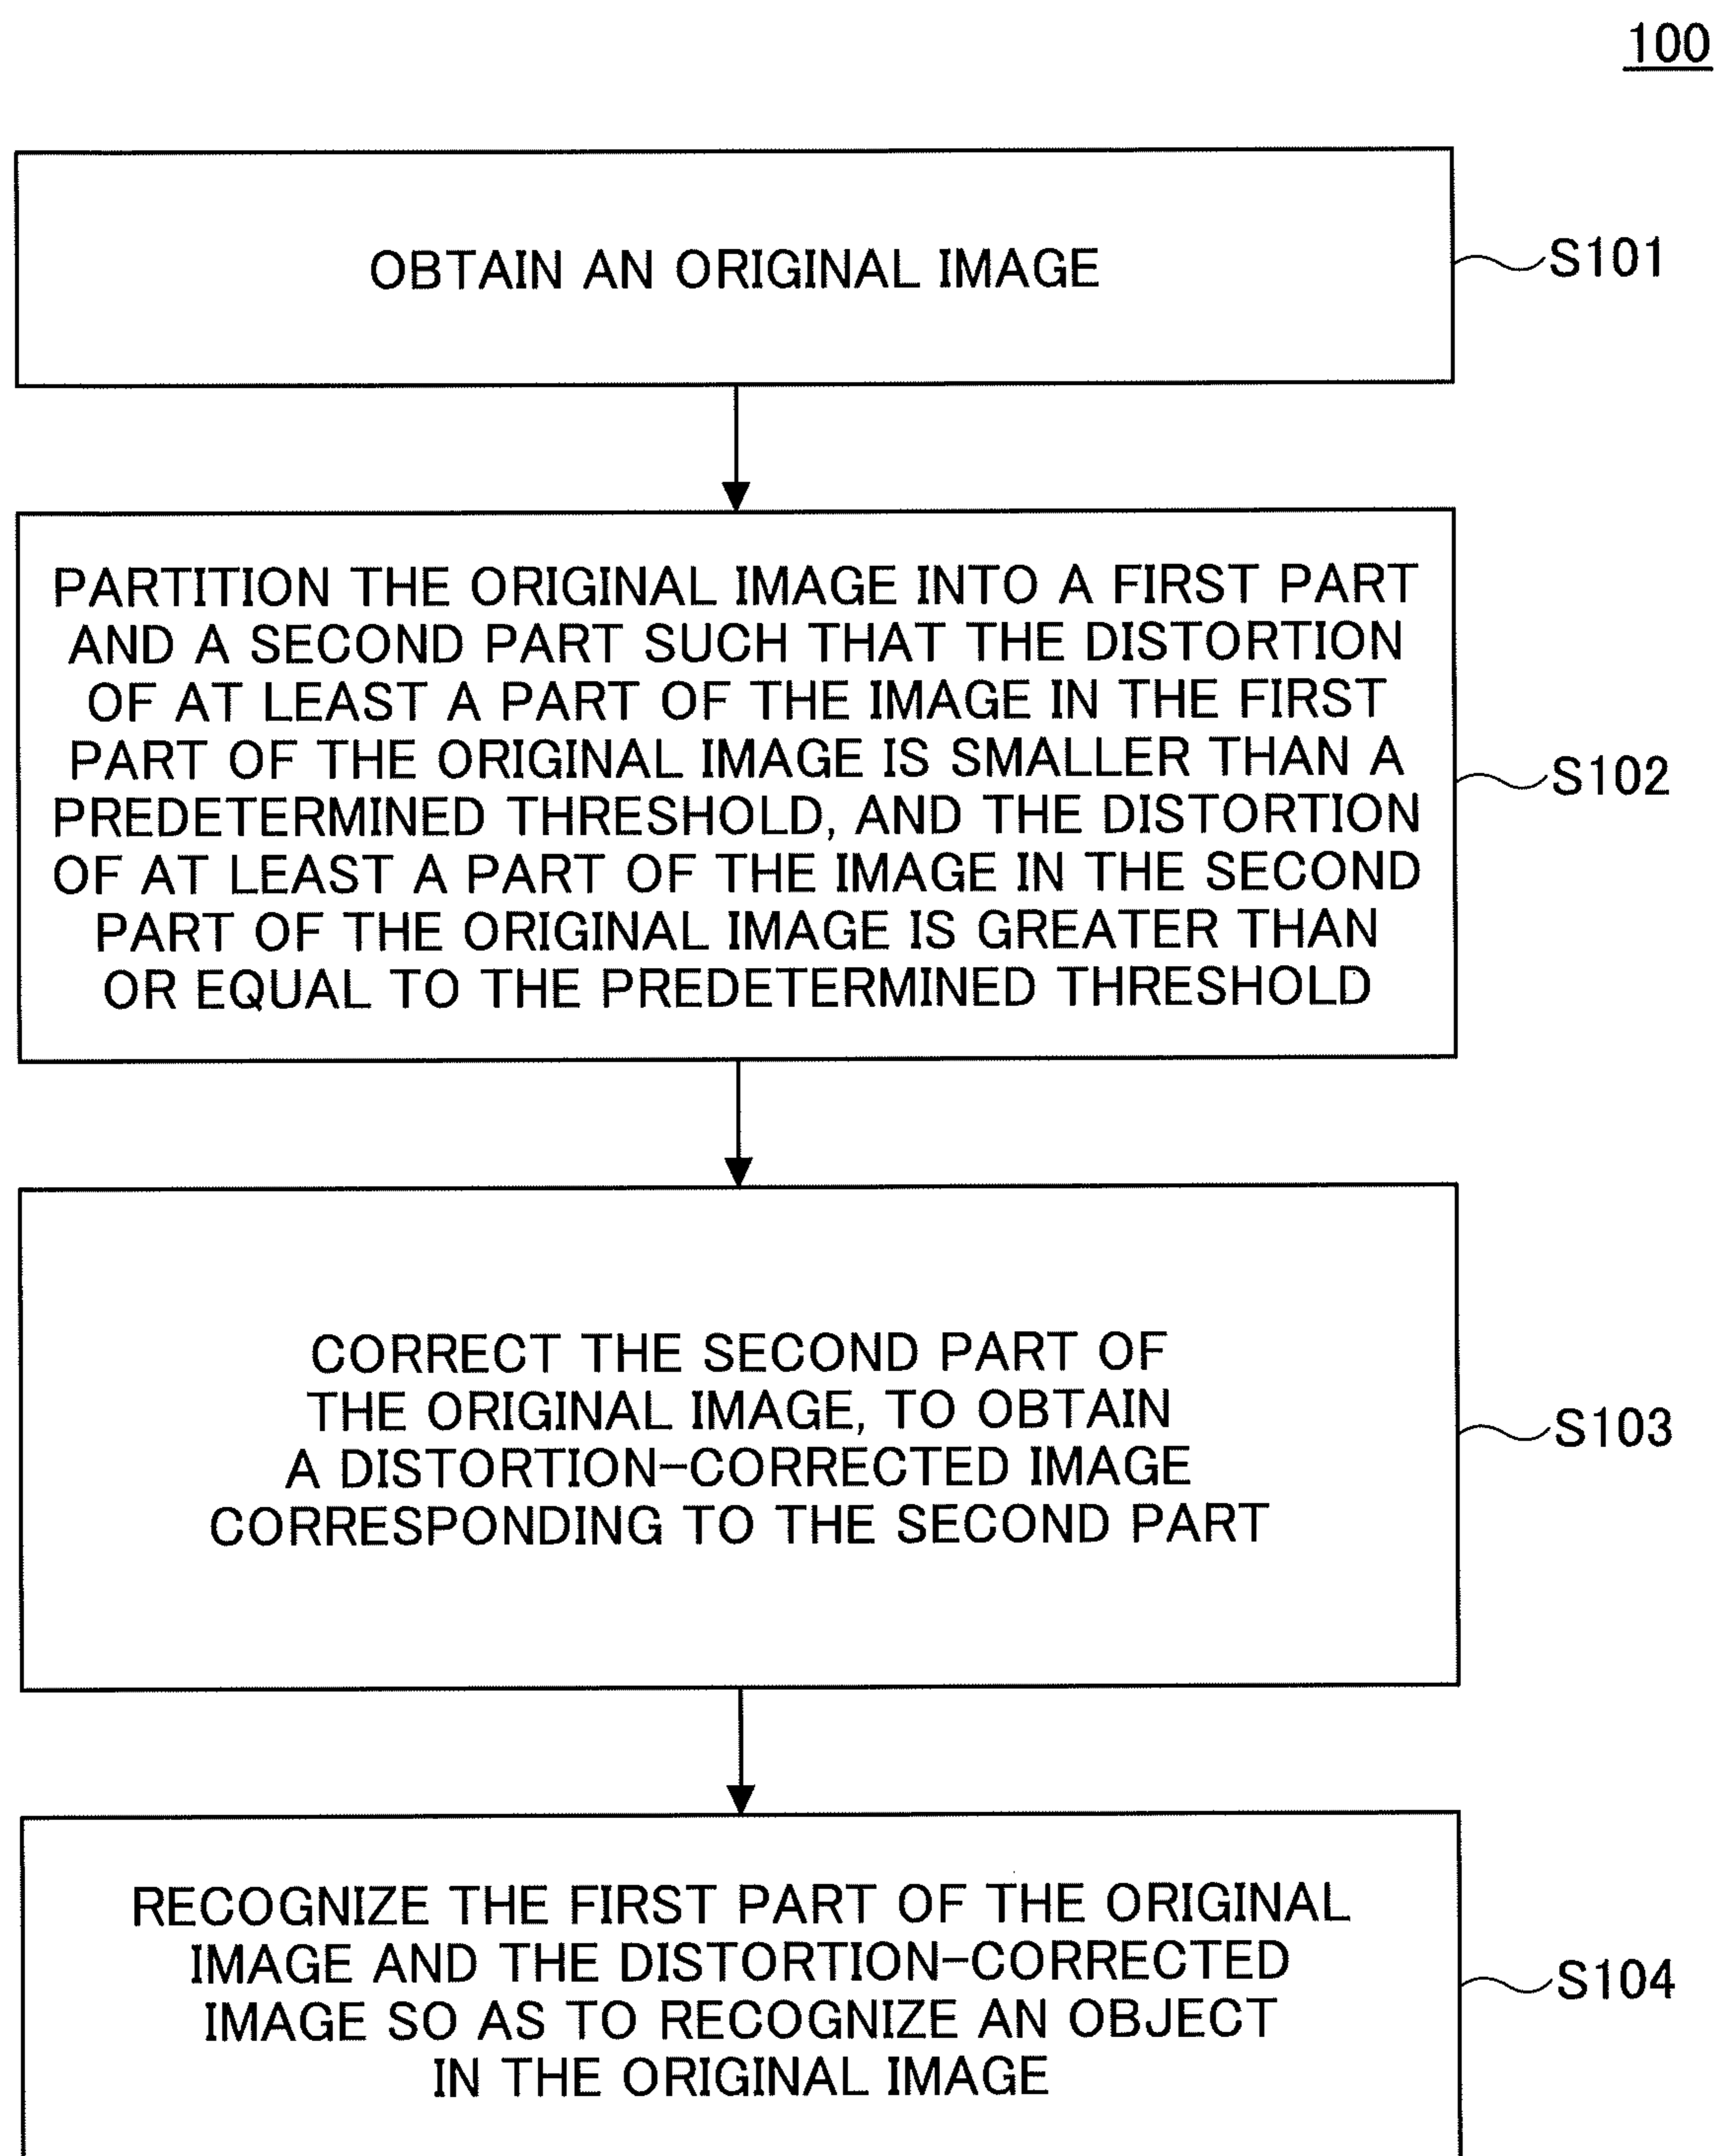 100
OBTAIN AN ORIGINAL IMAGE
S101
PARTITION THE ORIGINAL IMAGE INTO A FIRST PART
AND A SECOND PART SUCH THAT THE DISTORTION
OF AT LEAST A PART OF THE IMAGE IN THE FIRST
PART OF THE ORIGINAL IMAGE IS SMALLER THAN A
PREDETERMINED THRESHOLD, AND THE DISTORTION
OF AT LEAST A PART OF THE IMAGE IN THE SECOND
PART OF THE ORIGINAL IMAGE IS GREATER THAN
OR EQUAL TO THE PREDETERMINED THRESHOLD
S102
CORRECT THE SECOND PART OF
THE ORIGINAL IMAGE, TO OBTAIN
A DISTORTION-CORRECTED IMAGE
CORRESPONDING TO THE SECOND PART
S103
RECOGNIZE THE FIRST PART OF THE ORIGINAL
IMAGE AND THE DISTORTION-CORRECTED
IMAGE SO AS TO RECOGNIZE AN OBJECT
IN THE ORIGINAL IMAGE
S104